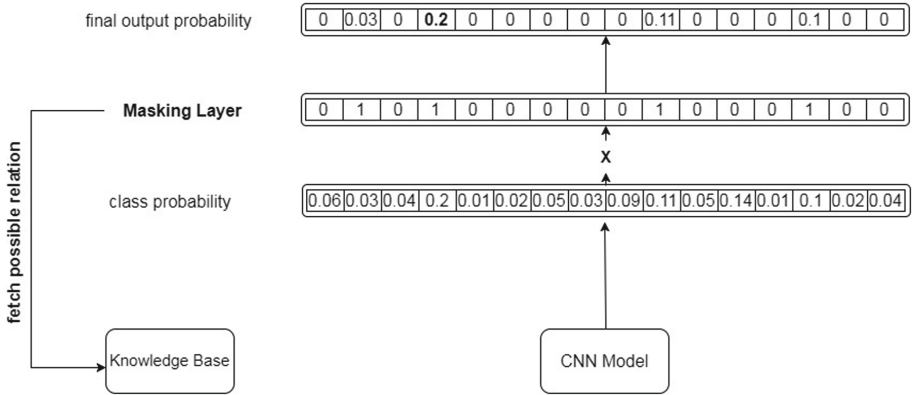 final output probability 0 0.03 0 0.2 0 0 0 0 0 0.11 0 0 0 0.1 0 0
Masking Layer 0 1 0 1 0 0 0 0 0 1 0 0 0 1 0 0
X
class probability 0.06 0.03 0.04 0.2 0.01 0.02 0.05 0.03 0.09 0.11 0.05 0.14 0.01 0.1 0.02 0.04
fetch possible relation
Knowledge Base
CNN Model